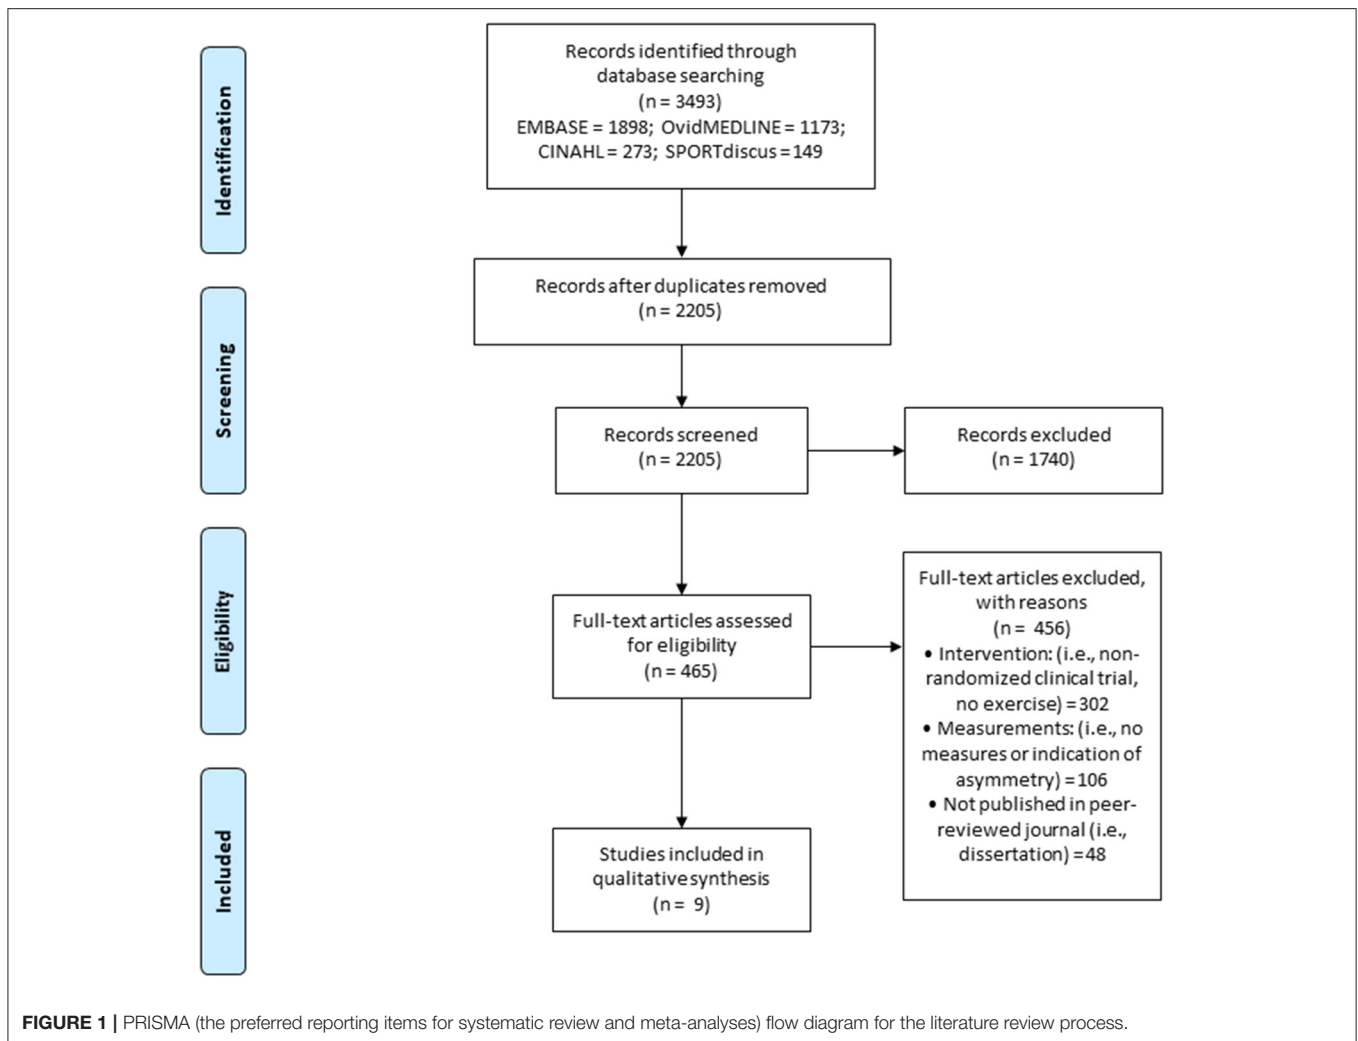 Identification
Records identified through
database searching
(n = 3493)
EMBASE = 1898; OvidMEDLINE = 1173;
CINAHL = 273; SPORTdiscus = 149
Records after duplicates removed
(n = 2205)
Screening
Records screened
(n = 2205)
Records excluded
(n = 1740)
Eligibility
Full-text articles assessed
for eligibility
(n = 465)
Full-text articles excluded,
with reasons
(n = 456)
• Intervention: (i.e., non-
randomized clinical trial,
no exercise) = 302
• Measurements: (i.e., no
measures or indication of
asymmetry) = 106
• Not published in peer-
reviewed journal (i.e.,
dissertation) = 48
Included
Studies included in
qualitative synthesis
(n = 9)
FIGURE 1 | PRISMA (the preferred reporting items for systematic review and meta-analyses) flow diagram for the literature review process.